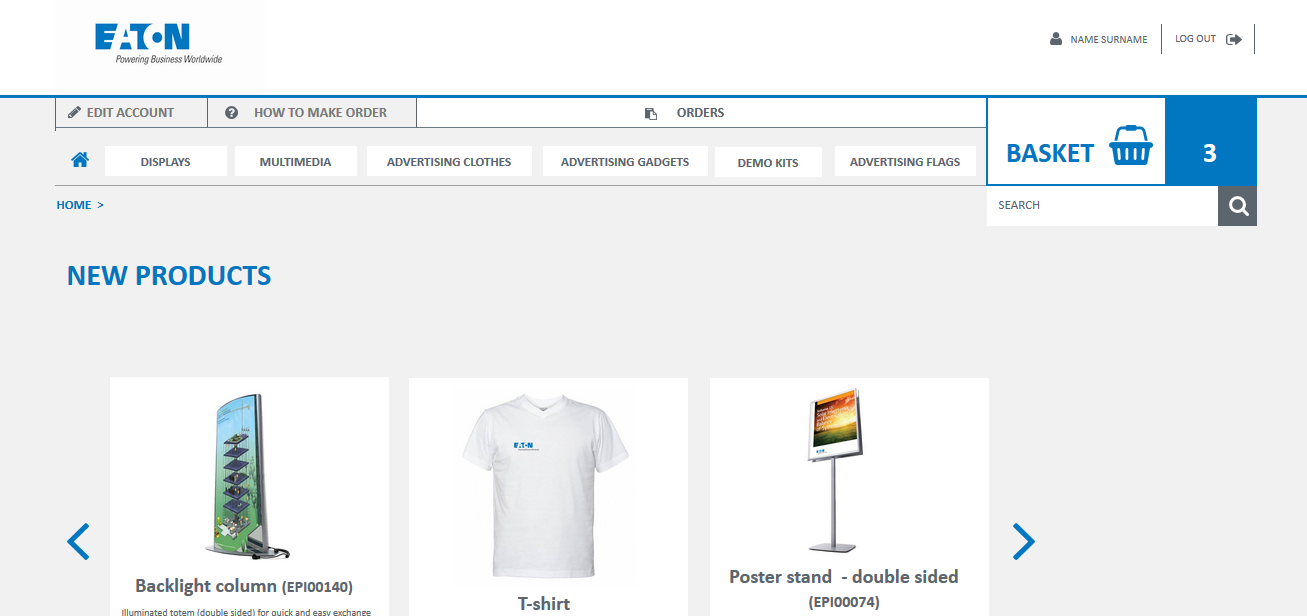 EATON
Powering Business Worldwide
NAME SURNAME
LOG OUT
EDIT ACCOUNT
HOW TO MAKE ORDER
ORDERS
BASKET
3
DISPLAYS
MULTIMEDIA
ADVERTISING CLOTHES
ADVERTISING GADGETS
DEMO KITS
ADVERTISING FLAGS
HOME >
SEARCH
NEW PRODUCTS
EATON
EATON
Backlight column (EPI00140)
Illuminated totem (double sided) for quick and easy exchange
T-shirt
Poster stand - double sided
(EPI00074)